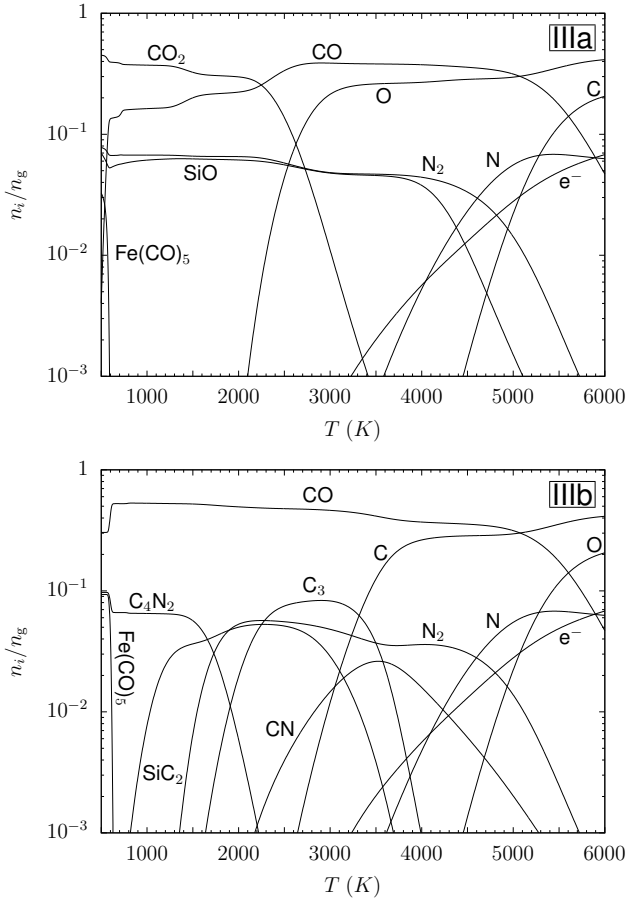 IIIa
1
10⁻¹
10⁻²
10⁻³
nᵢ/n_g
CO₂
CO
O
C
SiO
N₂
N
e⁻
Fe(CO)₅
1000 2000 3000 4000 5000 6000
T (K)
IIIb
1
10⁻¹
10⁻²
10⁻³
nᵢ/n_g
CO
C
O
C₄N₂
C₃
Fe(CO)₅
N₂
N
e⁻
CN
SiC₂
1000 2000 3000 4000 5000 6000
T (K)